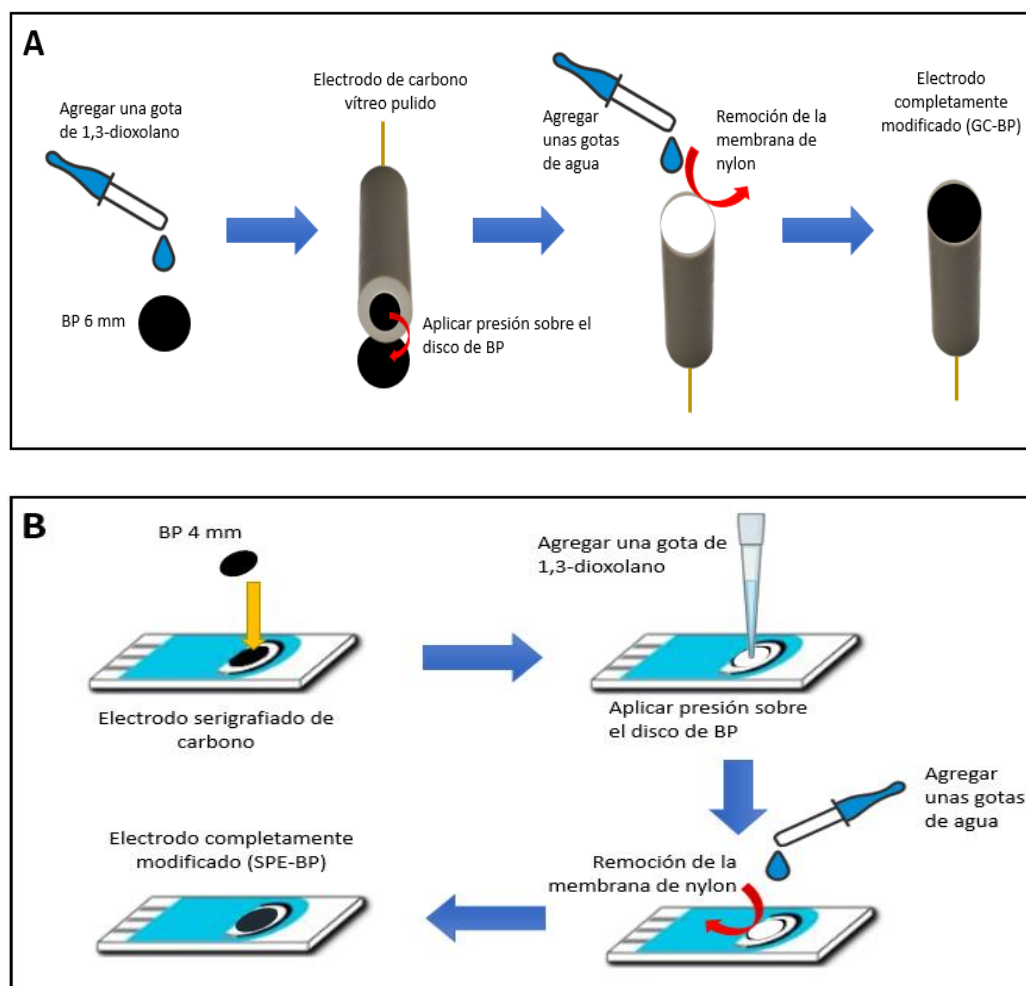 A
Agregar una gota
de 1,3-dioxolano
BP 6 mm
Electrodo de carbono
vítreo pulido
Aplicar presión sobre el
disco de BP
Agregar
unas gotas
de agua
Remoción de la
membrana de
nylon
Electrodo
completamente
modificado (GC-BP)
B
BP 4 mm
Electrodo serigrafiado de
carbono
Agregar una gota de
1,3-dioxolano
Aplicar presión sobre
el disco de BP
Agregar
unas gotas
de agua
Remoción de la
membrana de nylon
Electrodo completamente
modificado (SPE-BP)